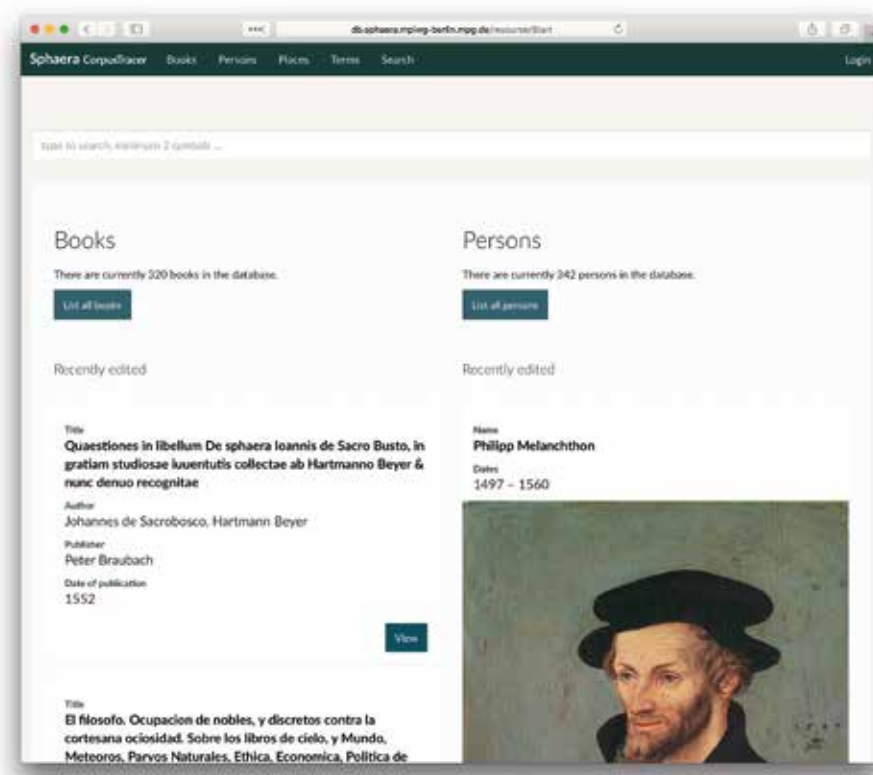 db.sphaera.mpiwg-berlin.mpg.de/resource/Start
Sphaera CorpusTracer Books Persons Places Terms Search Login
type to search, minimum 2 symbols ...
Books
There are currently 320 books in the database.
List all books
Recently edited
Title
Quaestiones in libellum De sphaera Ioannis de Sacro Busto, in
gratiam studiosae iuuentutis collectae ab Hartmanno Beyer &
nunc denuo recognitae
Author
Johannes de Sacrobosco, Hartmann Beyer
Publisher
Peter Braubach
Date of publication
1552
View
Title
El filosofo. Ocupacion de nobles, y discretos contra la
cortesana ociosidad. Sobre los libros de cielo, y Mundo,
Meteoros, Parvos Naturales, Ethica, Economica, Politica de
Persons
There are currently 342 persons in the database.
List all persons
Recently edited
Name
Philipp Melanchthon
Dates
1497 – 1560